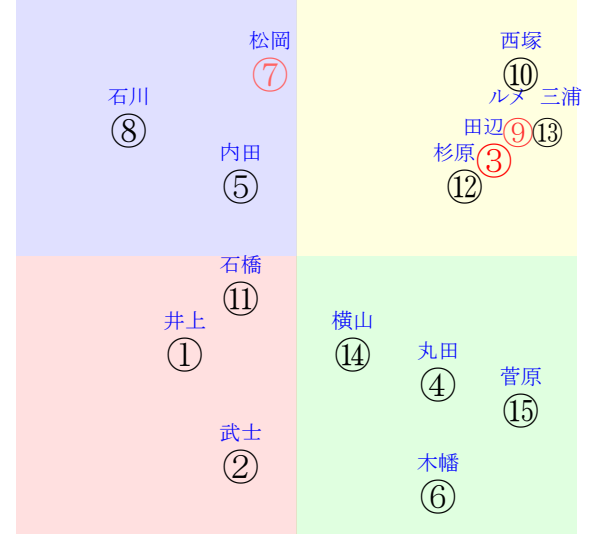 松岡
⑦
西塚
⑩
石川
⑧
ルメ 三浦
⑨ ⑬
田辺
③
内田
⑤
杉原
⑫
石橋
⑪
井上
①
横山
⑭
丸田
④
菅原
⑮
武士
②
木幡
⑥